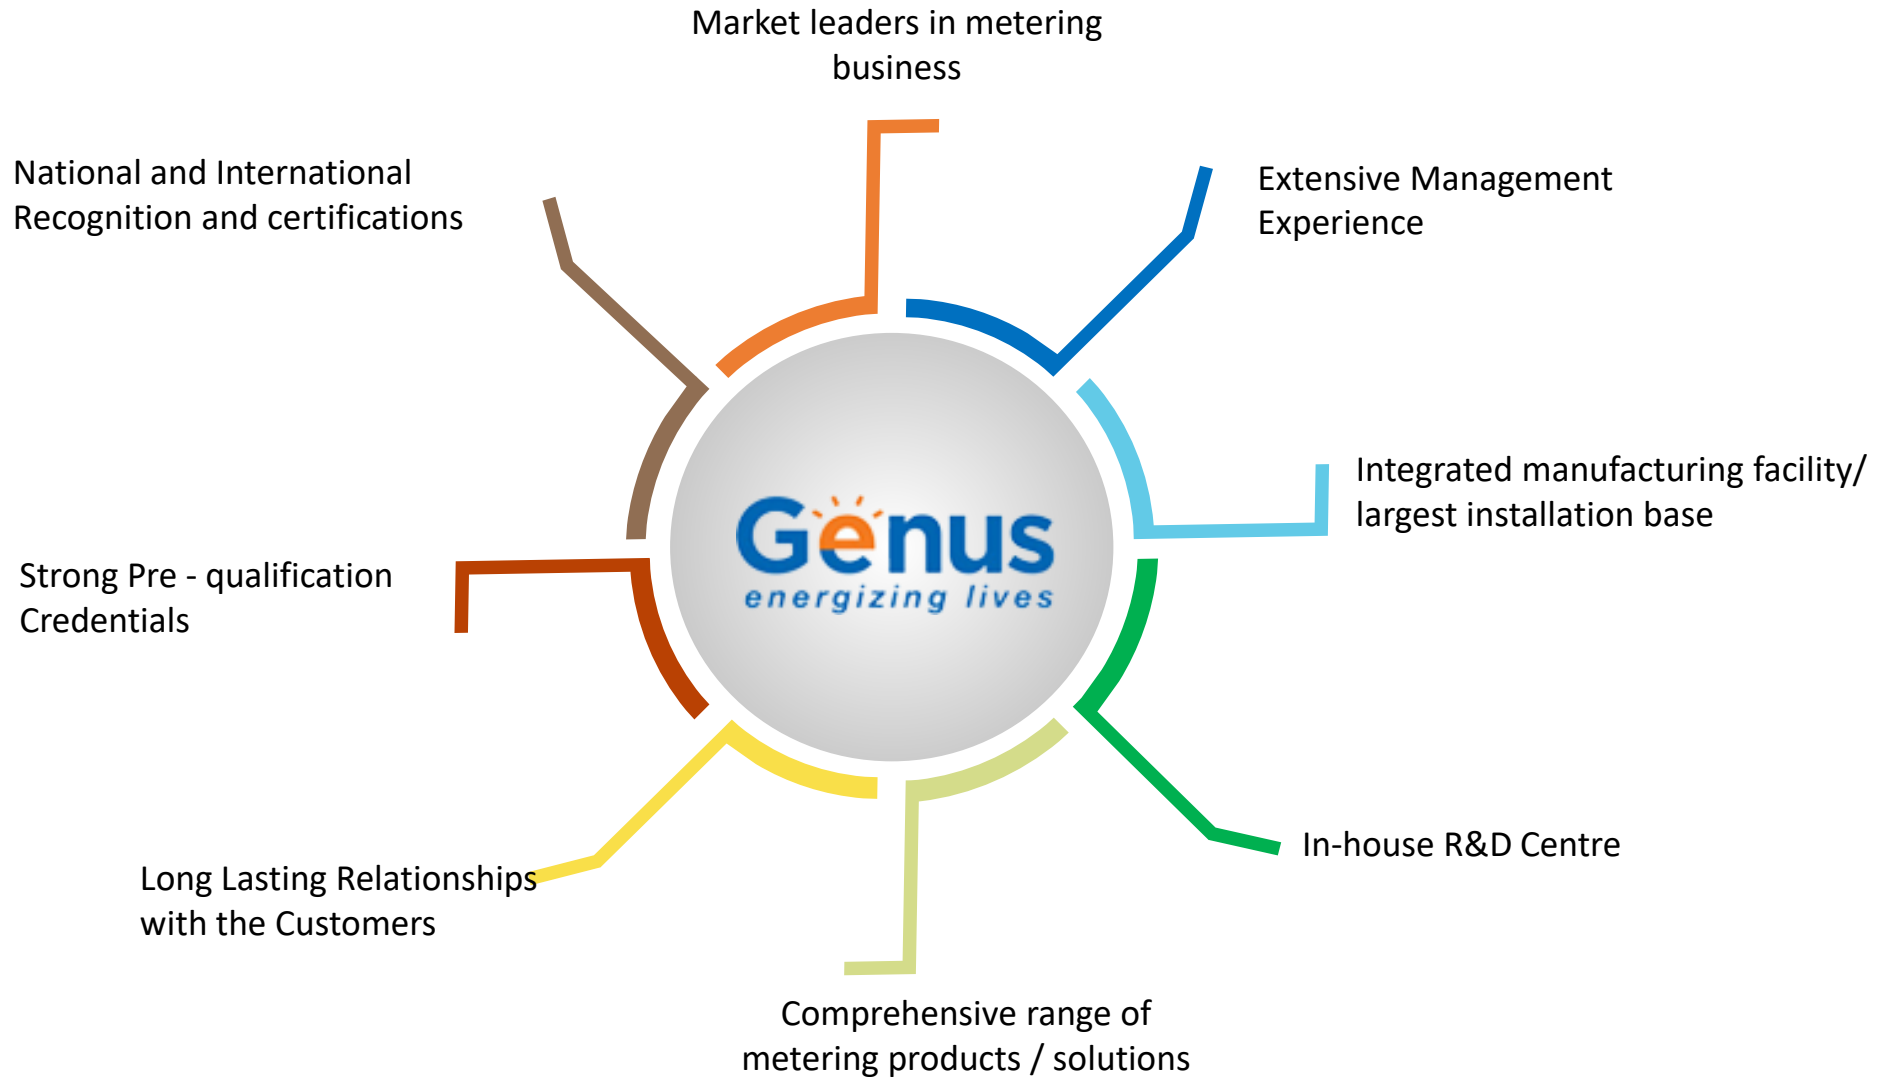 Market leaders in metering
business
Extensive Management
Experience
National and International
Recognition and certifications
Integrated manufacturing facility/
largest installation base
Genus
energizing lives
Strong Pre - qualification
Credentials
In-house R&D Centre
Long Lasting Relationships
with the Customers
Comprehensive range of
metering products / solutions